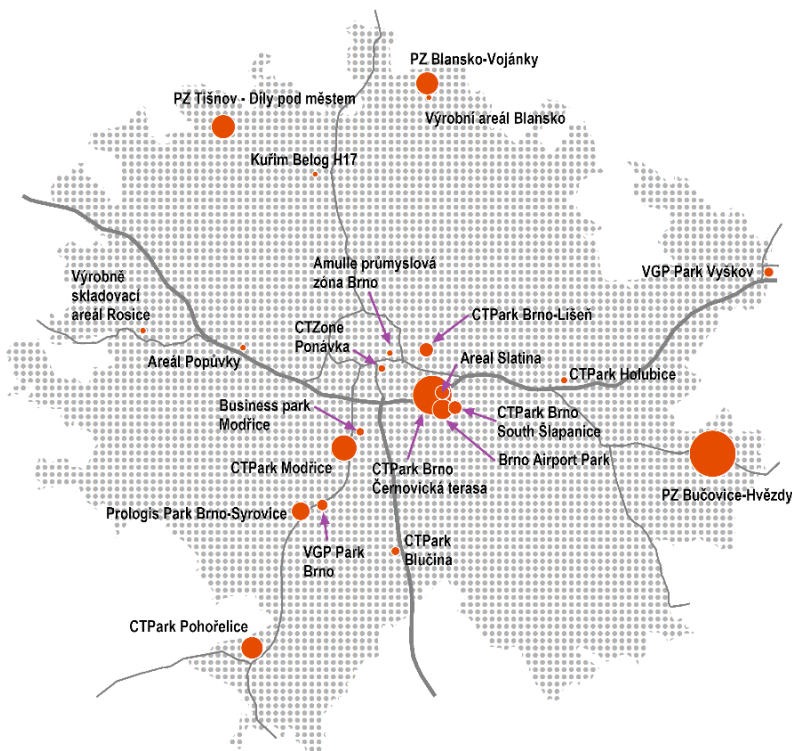 PZ Blansko-Vojánky
PZ Tišnov - Díly pod městem
Výrobní areál Blansko
Kuřim Belog H17
Amulle průmyslová
zóna Brno
VGP Park Vyškov
Výrobně
skladovací
areál Rosice
CTPark Brno-Líšeň
CTZone
Ponávka
Areál Popůvky
Areal Slatina
CTPark Holubice
Business park
Modřice
CTPark Brno
South Šlapanice
CTPark Modřice
CTPark Brno
Černovická terasa
Brno Airport Park
PZ Bučovice-Hvězdy
Prologis Park Brno-Syrovice
VGP Park
Brno
CTPark
Blučina
CTPark Pohořelice